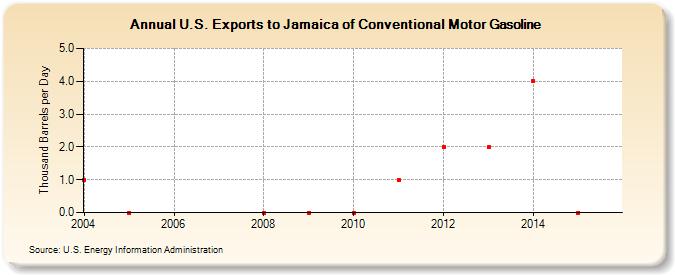 Annual U.S. Exports to Jamaica of Conventional Motor Gasoline
Thousand Barrels per Day
5.0
4.0
3.0
2.0
1.0
0.0
2004 2006 2008 2010 2012 2014
Source: U.S. Energy Information Administration